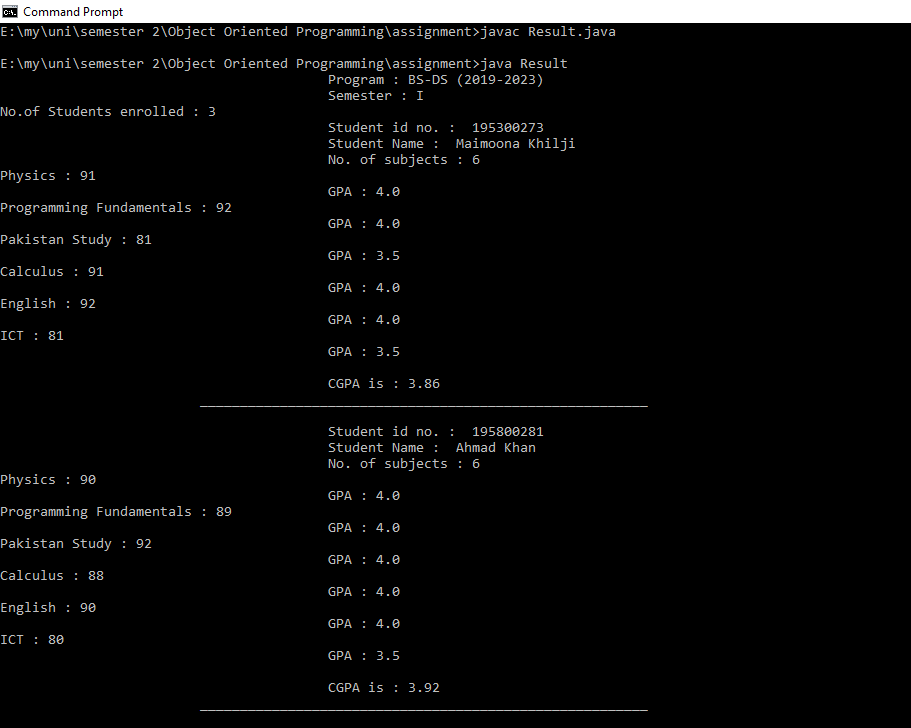 Command Prompt
E:\my\uni\semester 2\Object Oriented Programming\assignment>javac Result.java
E:\my\uni\semester 2\Object Oriented Programming\assignment>java Result
Program : BS-DS (2019-2023)
Semester : I
No.of Students enrolled : 3
Student id no. :  195300273
Student Name :  Maimoona Khilji
No. of subjects : 6
Physics : 91
GPA : 4.0
Programming Fundamentals : 92
GPA : 4.0
Pakistan Study : 81
GPA : 3.5
Calculus : 91
GPA : 4.0
English : 92
GPA : 4.0
ICT : 81
GPA : 3.5
CGPA is : 3.86
Student id no. :  195800281
Student Name :  Ahmad Khan
No. of subjects : 6
Physics : 90
GPA : 4.0
Programming Fundamentals : 89
GPA : 4.0
Pakistan Study : 92
GPA : 4.0
Calculus : 88
GPA : 4.0
English : 90
GPA : 4.0
ICT : 80
GPA : 3.5
CGPA is : 3.92